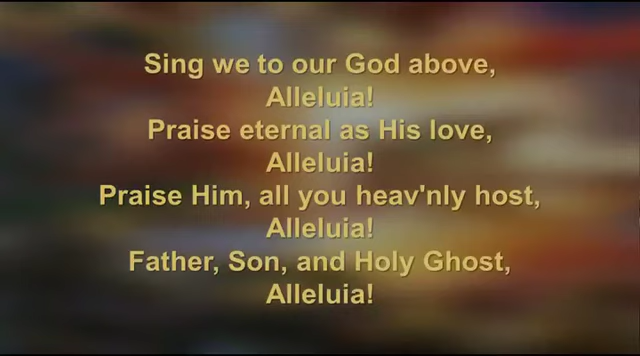 Sing we to our God above,
Alleluia!
Praise eternal as His love,
Alleluia!
Praise Him, all you heav'nly host,
Alleluia!
Father, Son, and Holy Ghost,
Alleluia!